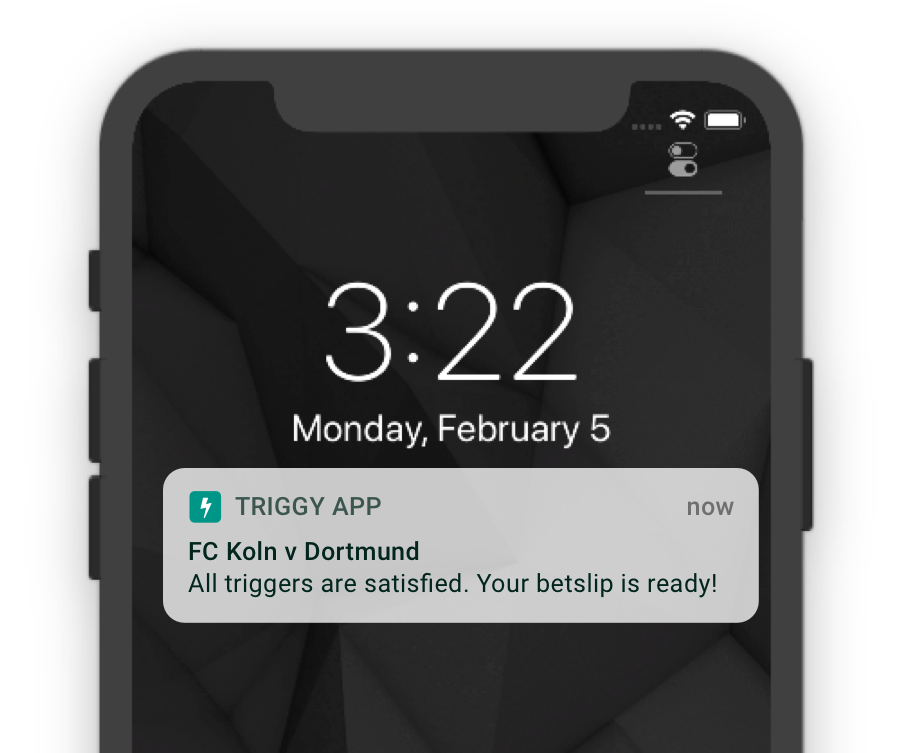 3:22
Monday, February 5
TRIGGY APP now
FC Koln v Dortmund
All triggers are satisfied. Your betslip is ready!